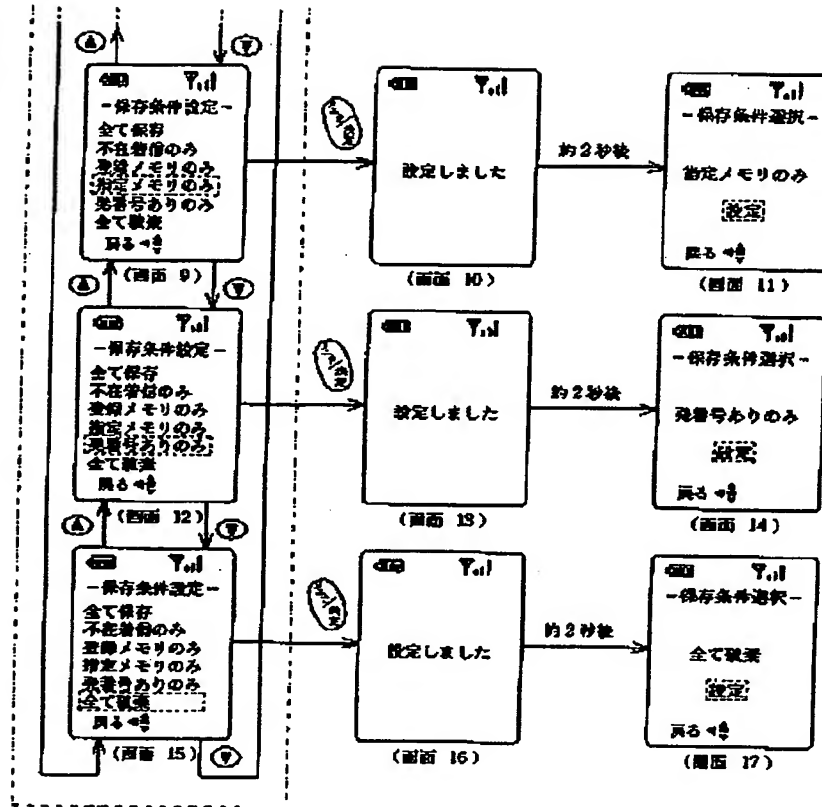 －保存条件設定－
全て保存
不在着信のみ
登録メモリのみ
指定メモリのみ
発番号ありのみ
全て破棄
戻る
(画面 9)
設定しました
(画面 10)
約2秒後
－保存条件選択－
指定メモリのみ
設定
戻る
(画面 11)
－保存条件設定－
全て保存
不在着信のみ
登録メモリのみ
指定メモリのみ
発番号ありのみ
全て破棄
戻る
(画面 12)
設定しました
(画面 13)
約2秒後
－保存条件選択－
発番号ありのみ
設定
戻る
(画面 14)
－保存条件設定－
全て保存
不在着信のみ
登録メモリのみ
指定メモリのみ
発番号ありのみ
全て破棄
戻る
(画面 15)
設定しました
(画面 16)
約2秒後
－保存条件選択－
全て破棄
設定
戻る
(画面 17)